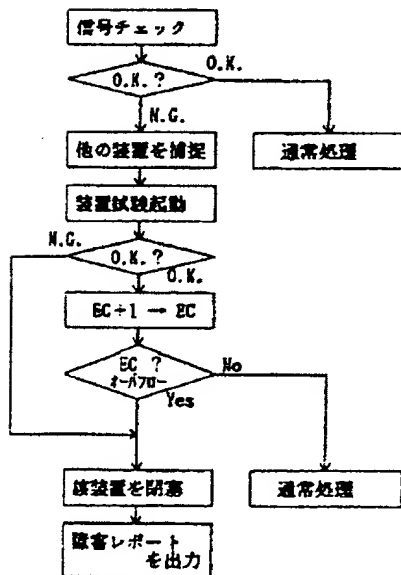 信号チェック
O.K.?
O.K.
N.G.
他の装置を捕捉
通常処理
装置試験起動
N.G.
O.K.?
O.K.
EC+1 → EC
EC ?
オーバフロー
No
Yes
該装置を閉塞
通常処理
障害レポート
を出力